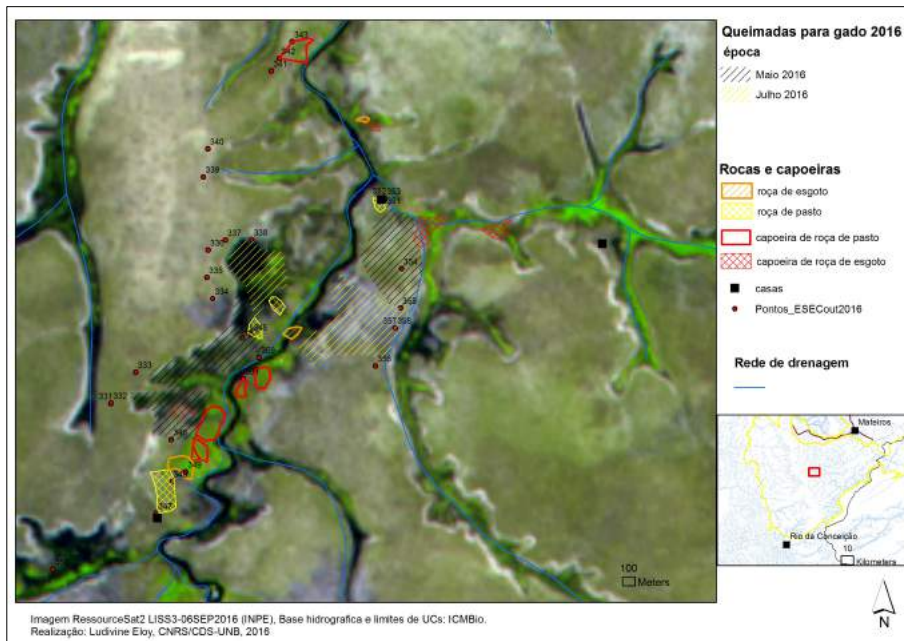 Queimadas para gado 2016
época
Maio 2016
Julho 2016
Rocas e capoeiras
roça de esgoto
roça de pasto
capoeira de roça de pasto
capoeira de roça de esgoto
casas
Pontos_ESECout2016
Rede de drenagem
Mateiros
Rio da Conceição
10
Kilometers
N
343
342
341
340
339
337
338
336
335
334
333
331
332
354
100
Meters
Imagem RessourceSat2 LISS3-06SEP2016 (INPE), Base hidrografica e limites de UCs: ICMBio.
Realização: Ludivine Eloy, CNRS/CDS-UNB, 2016